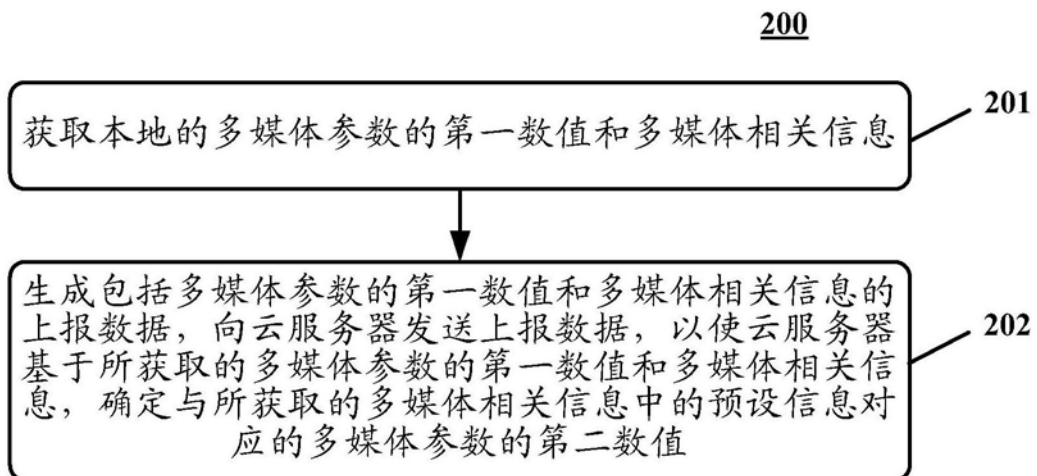 200
获取本地的多媒体参数的第一数值和多媒体相关信息
201
生成包括多媒体参数的第一数值和多媒体相关信息的
上报数据，向云服务器发送上报数据，以使云服务器
基于所获取的多媒体参数的第一数值和多媒体相关信
息，确定与所获取的多媒体相关信息中的预设信息对
应的多媒体参数的第二数值
202